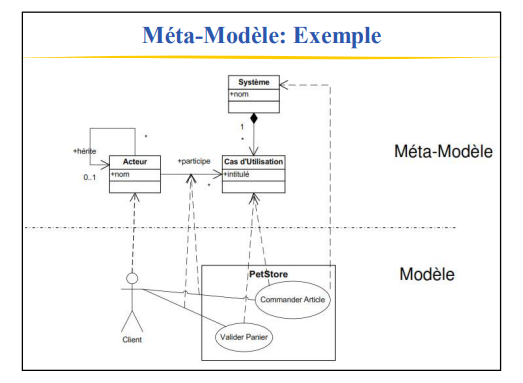 Méta-Modèle: Exemple
Système
+nom
1
*
+hérite
*
0..1
Acteur
+nom
+participe
*
Cas d'Utilisation
+intitulé
Méta-Modèle
PetStore
Commander Article
Valider Panier
Client
Modèle